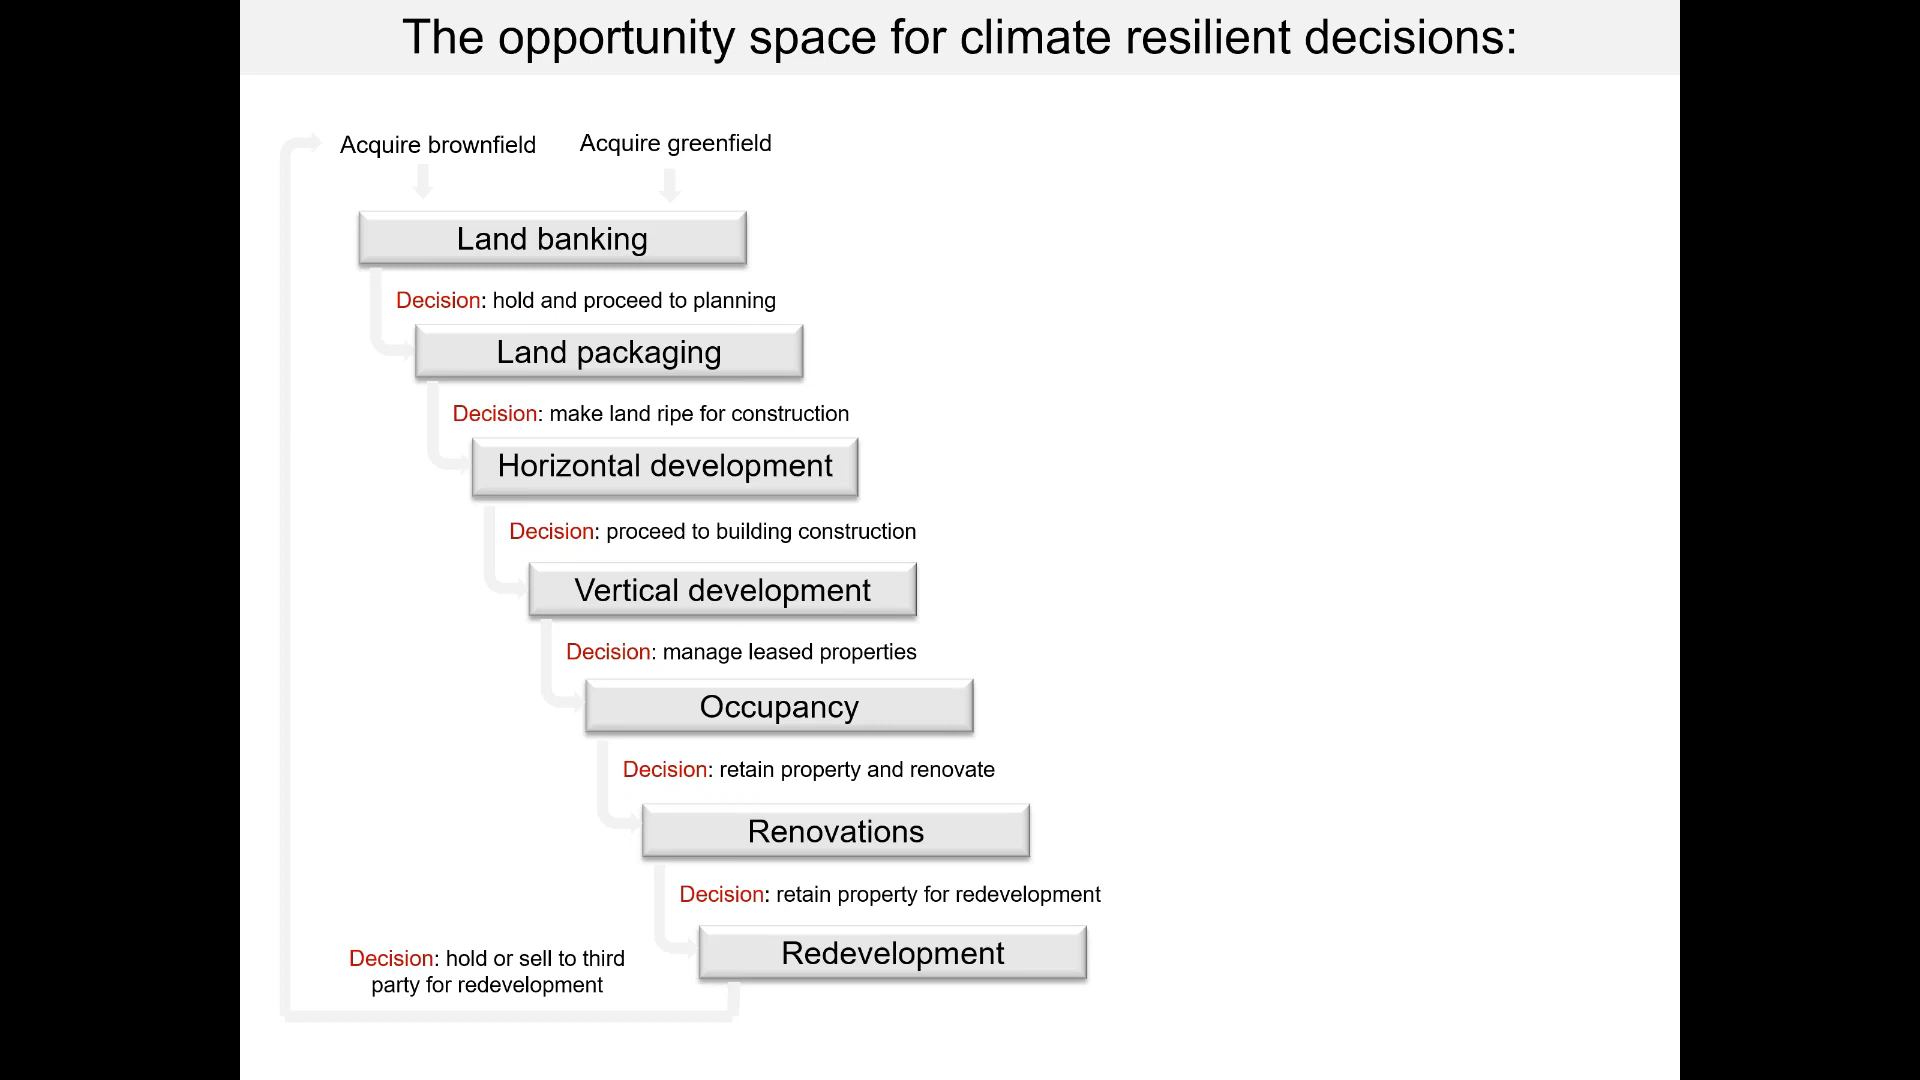 The opportunity space for climate resilient decisions:
Acquire brownfield
Acquire greenfield
Land banking
Decision: hold and proceed to planning
Land packaging
Decision: make land ripe for construction
Horizontal development
Decision: proceed to building construction
Vertical development
Decision: manage leased properties
Occupancy
Decision: retain property and renovate
Renovations
Decision: retain property for redevelopment
Redevelopment
Decision: hold or sell to third
party for redevelopment